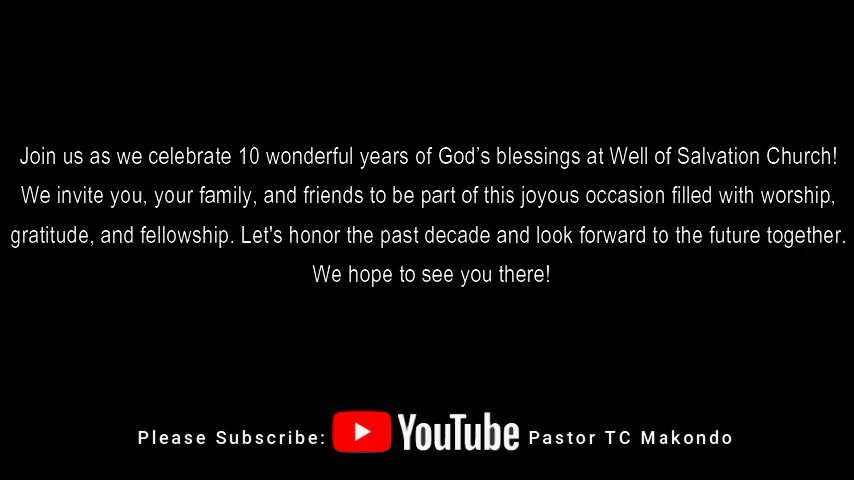 Join us as we celebrate 10 wonderful years of God’s blessings at Well of Salvation Church!
We invite you, your family, and friends to be part of this joyous occasion filled with worship,
gratitude, and fellowship. Let's honor the past decade and look forward to the future together.
We hope to see you there!
Please Subscribe: YouTube Pastor TC Makondo